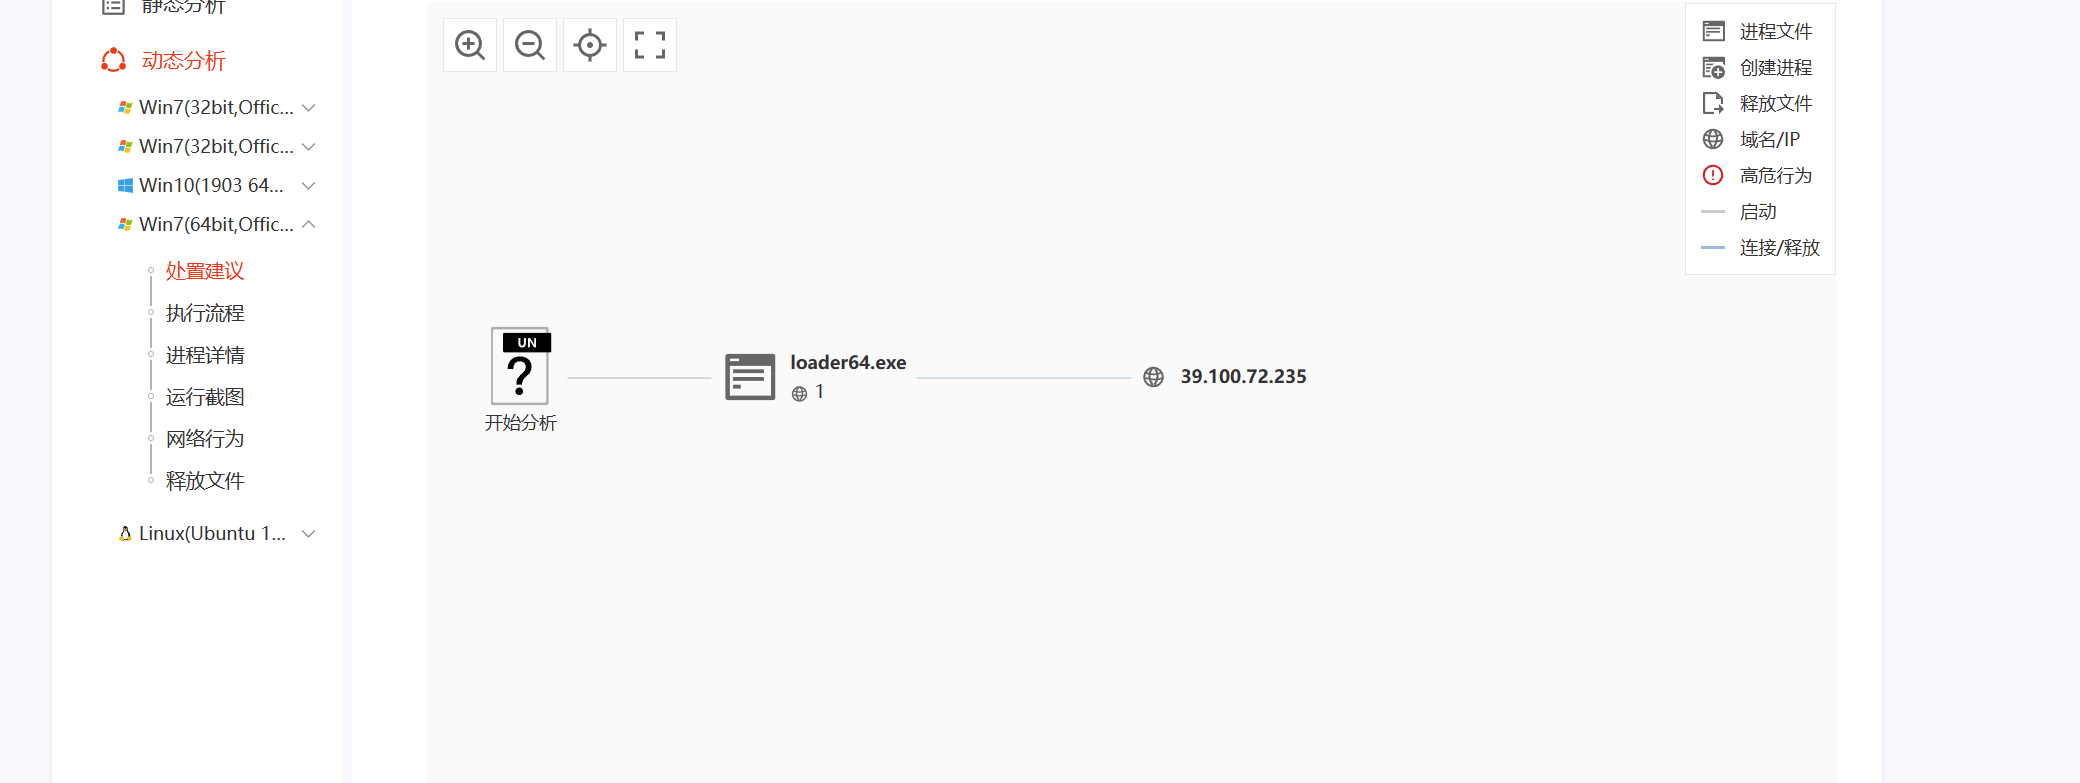 静态分析
动态分析
Win7(32bit,Offic...
Win7(32bit,Offic...
Win10(1903 64...
Win7(64bit,Offic...
处置建议
执行流程
进程详情
运行截图
网络行为
释放文件
Linux(Ubuntu 1...
UN
?
开始分析
loader64.exe
1
39.100.72.235
进程文件
创建进程
释放文件
域名/IP
高危行为
启动
连接/释放